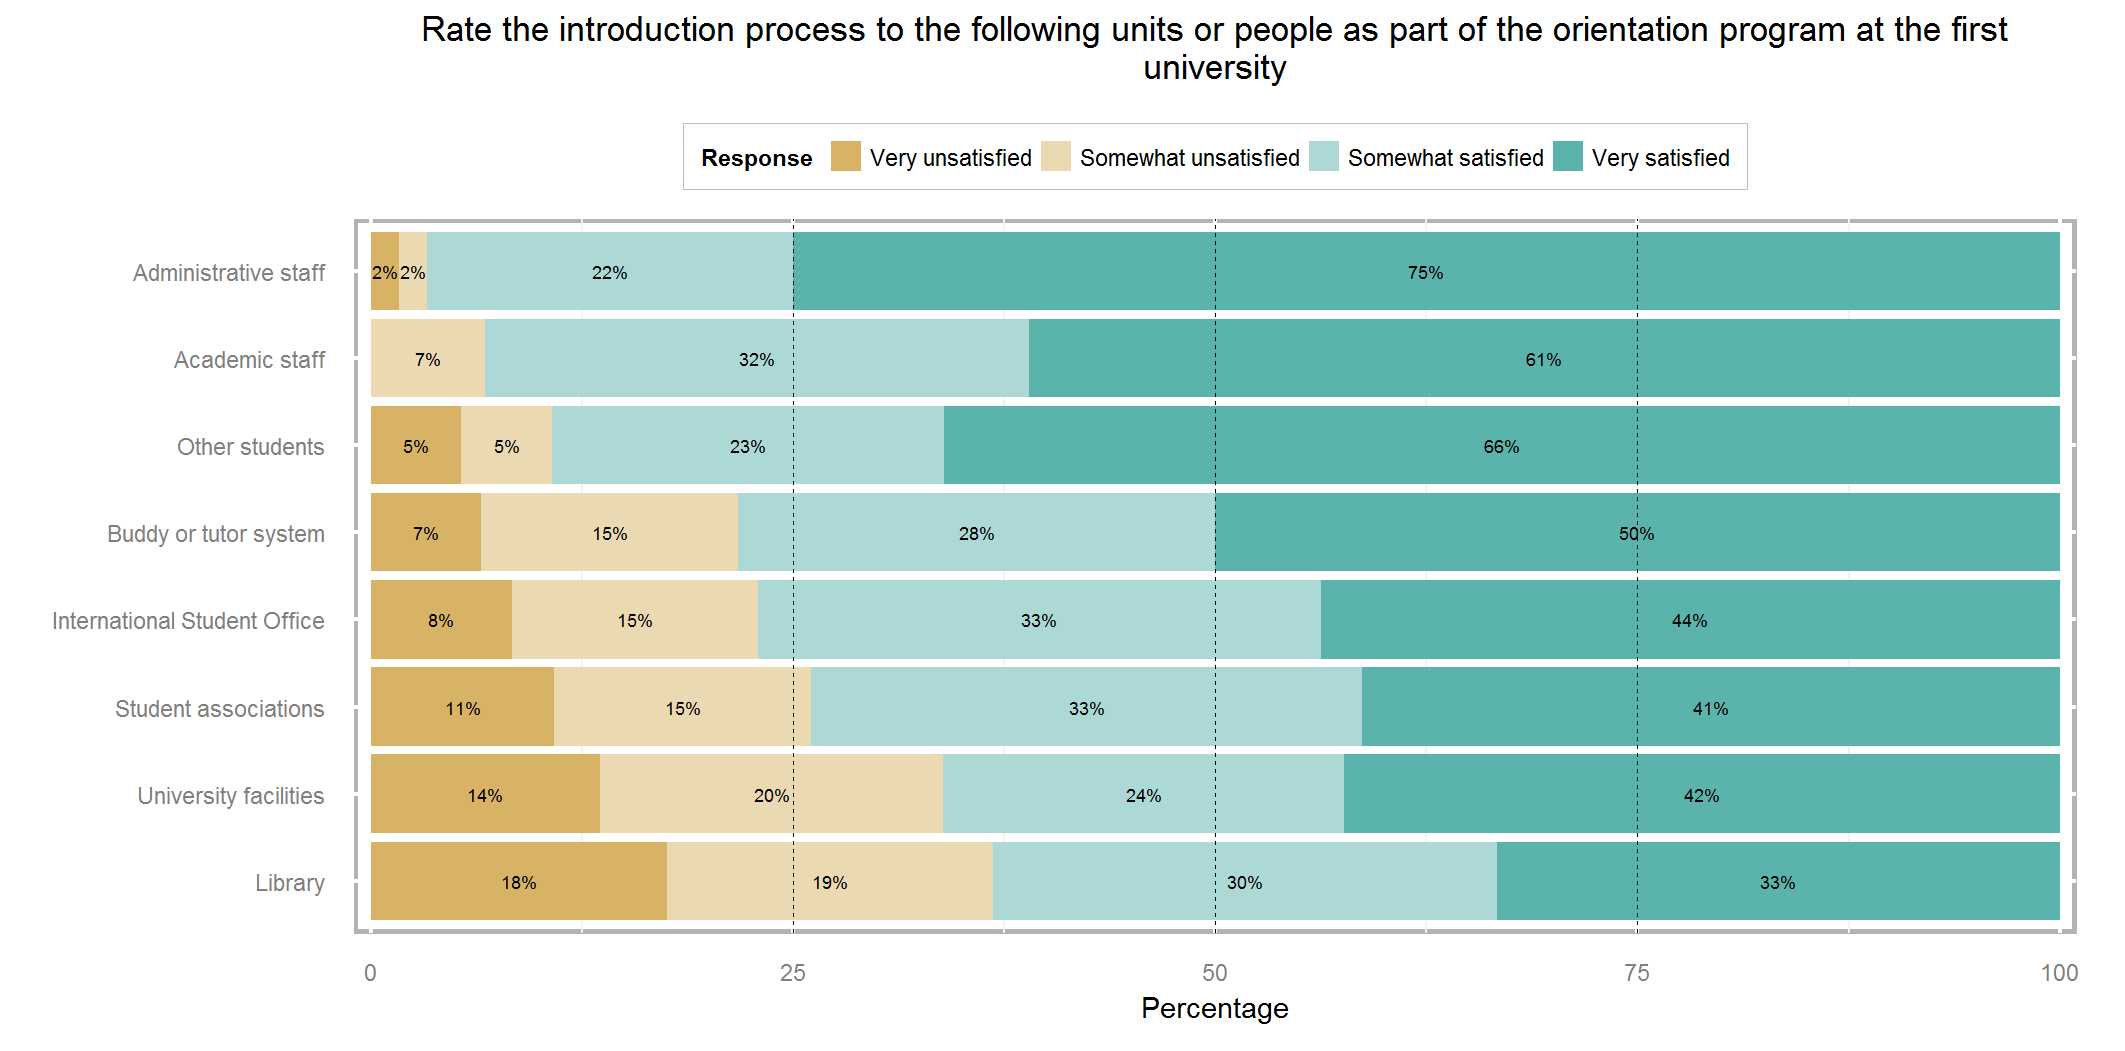 Rate the introduction process to the following units or people as part of the orientation program at the first
university
Response Very unsatisfied Somewhat unsatisfied Somewhat satisfied Very satisfied
Administrative staff 2% 2% 22% 75%
Academic staff 7% 32% 61%
Other students 5% 5% 23% 66%
Buddy or tutor system 7% 15% 28% 50%
International Student Office 8% 15% 33% 44%
Student associations 11% 15% 33% 41%
University facilities 14% 20% 24% 42%
Library 18% 19% 30% 33%
0 25 50 75 100
Percentage